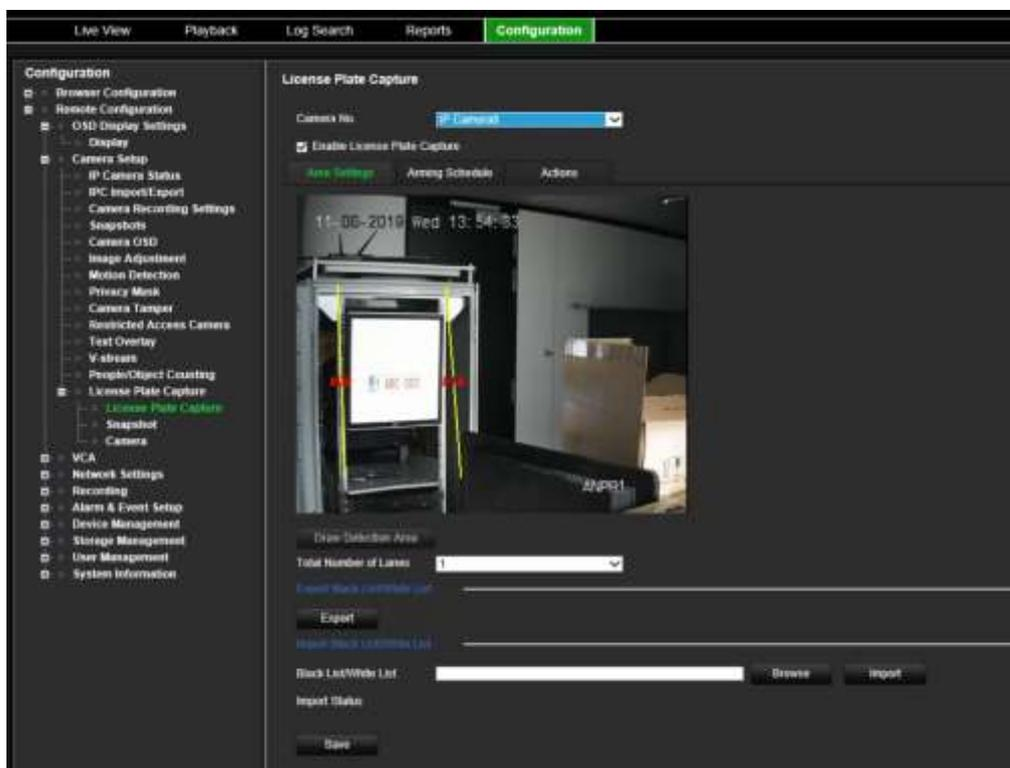 Live View Playback Log Search Reports Configuration
Configuration
Browser Configuration
Remote Configuration
OSD Display Settings
Display
Camera Setup
IP Camera Status
IPC Import/Export
Camera Recording Settings
Snapshots
Camera OSD
Image Adjustment
Motion Detection
Privacy Mask
Camera Tamper
Restricted Access Camera
Text Overlay
V-stream
People/Object Counting
License Plate Capture
License Plate Capture
Snapshot
Camera
VCA
Network Settings
Recording
Alarm & Event Setup
Device Management
Storage Management
User Management
System Information
License Plate Capture
Camera No.
Enable License Plate Capture
Area Settings Arming Schedule Actions
11-06-2019 Wed 13:54:33
ANPR1
Draw Detection Area
Total Number of Lanes 1
Export Black List/White List
Export
Import Black List/White List
Black List/White List Browse Import
Import Status
Save